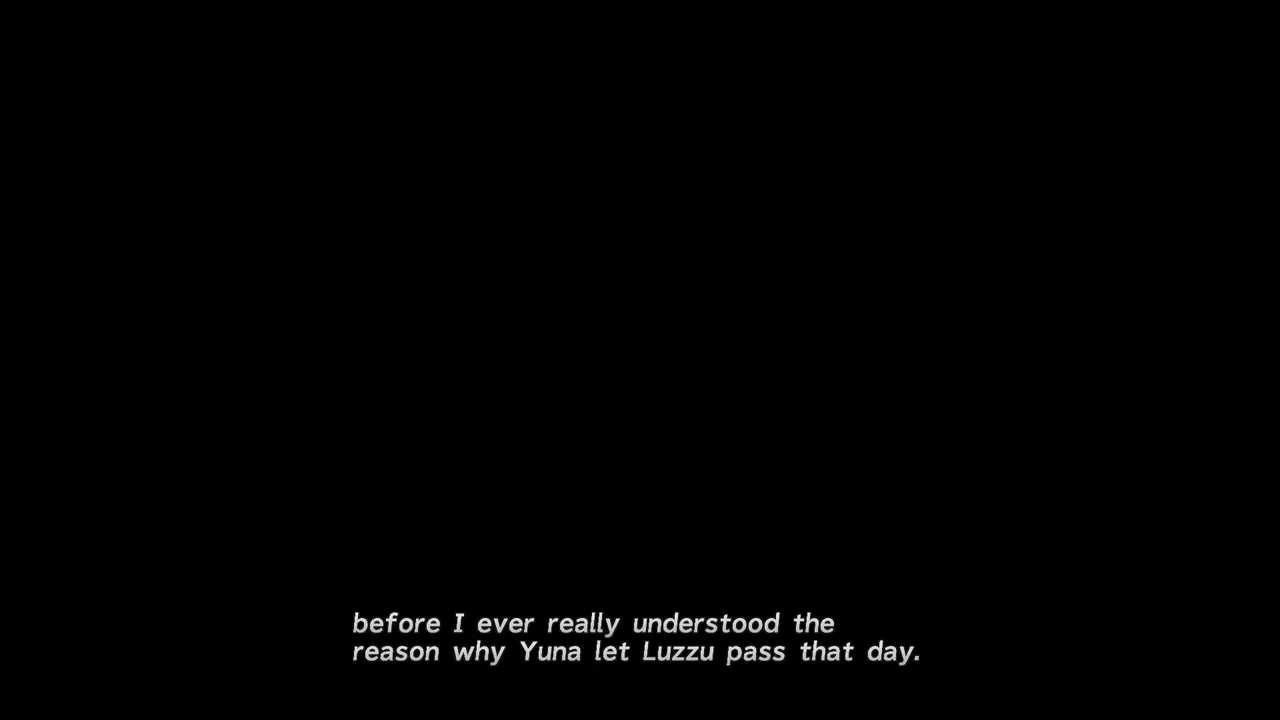 before I ever really understood the
reason why Yuna let Luzzu pass that day.